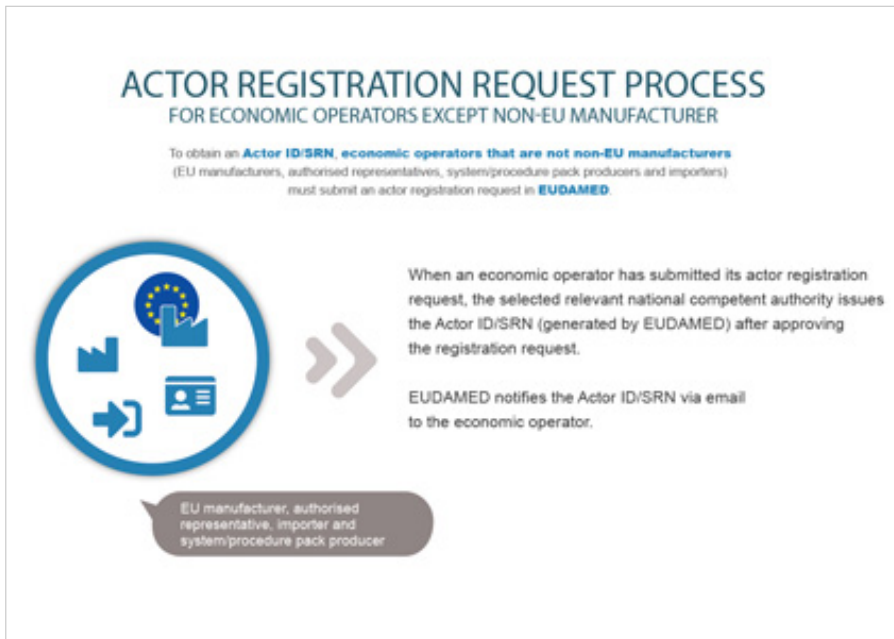 ACTOR REGISTRATION REQUEST PROCESS
FOR ECONOMIC OPERATORS EXCEPT NON-EU MANUFACTURER
To obtain an Actor ID/SRN, economic operators that are not non-EU manufacturers
(EU manufacturers, authorised representatives, system/procedure pack producers and importers)
must submit an actor registration request in EUDAMED.
When an economic operator has submitted its actor registration
request, the selected relevant national competent authority issues
the Actor ID/SRN (generated by EUDAMED) after approving
the registration request.
EUDAMED notifies the Actor ID/SRN via email
to the economic operator.
EU manufacturer, authorised
representative, importer and
system/procedure pack producer